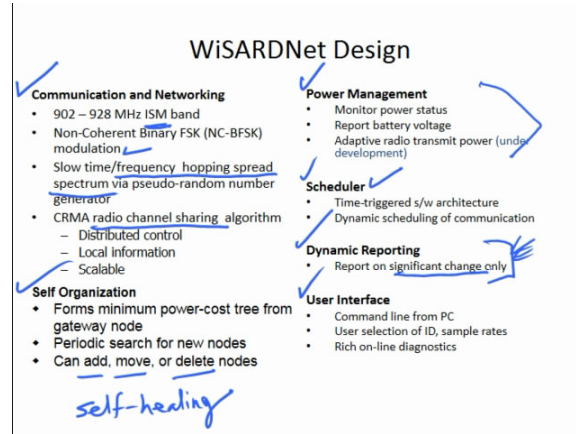 WiSARDNet Design
Communication and Networking
• 902 – 928 MHz ISM band
• Non-Coherent Binary FSK (NC-BFSK)
modulation
• Slow time/frequency hopping spread
spectrum via pseudo-random number
generator
• CRMA radio channel sharing algorithm
– Distributed control
– Local information
– Scalable
Self Organization
◆ Forms minimum power-cost tree from
gateway node
◆ Periodic search for new nodes
◆ Can add, move, or delete nodes
self-healing
Power Management
• Monitor power status
• Report battery voltage
• Adaptive radio transmit power (under
development)
Scheduler
• Time-triggered s/w architecture
• Dynamic scheduling of communication
Dynamic Reporting
• Report on significant change only
User Interface
• Command line from PC
• User selection of ID, sample rates
• Rich on-line diagnostics